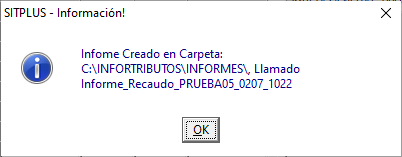 SITPLUS - Información!
Infome Creado en Carpeta:
C:\INFORTRIBUTOS\INFORMES\, Llamado
Informe_Recaudo_PRUEBA05_0207_1022
OK